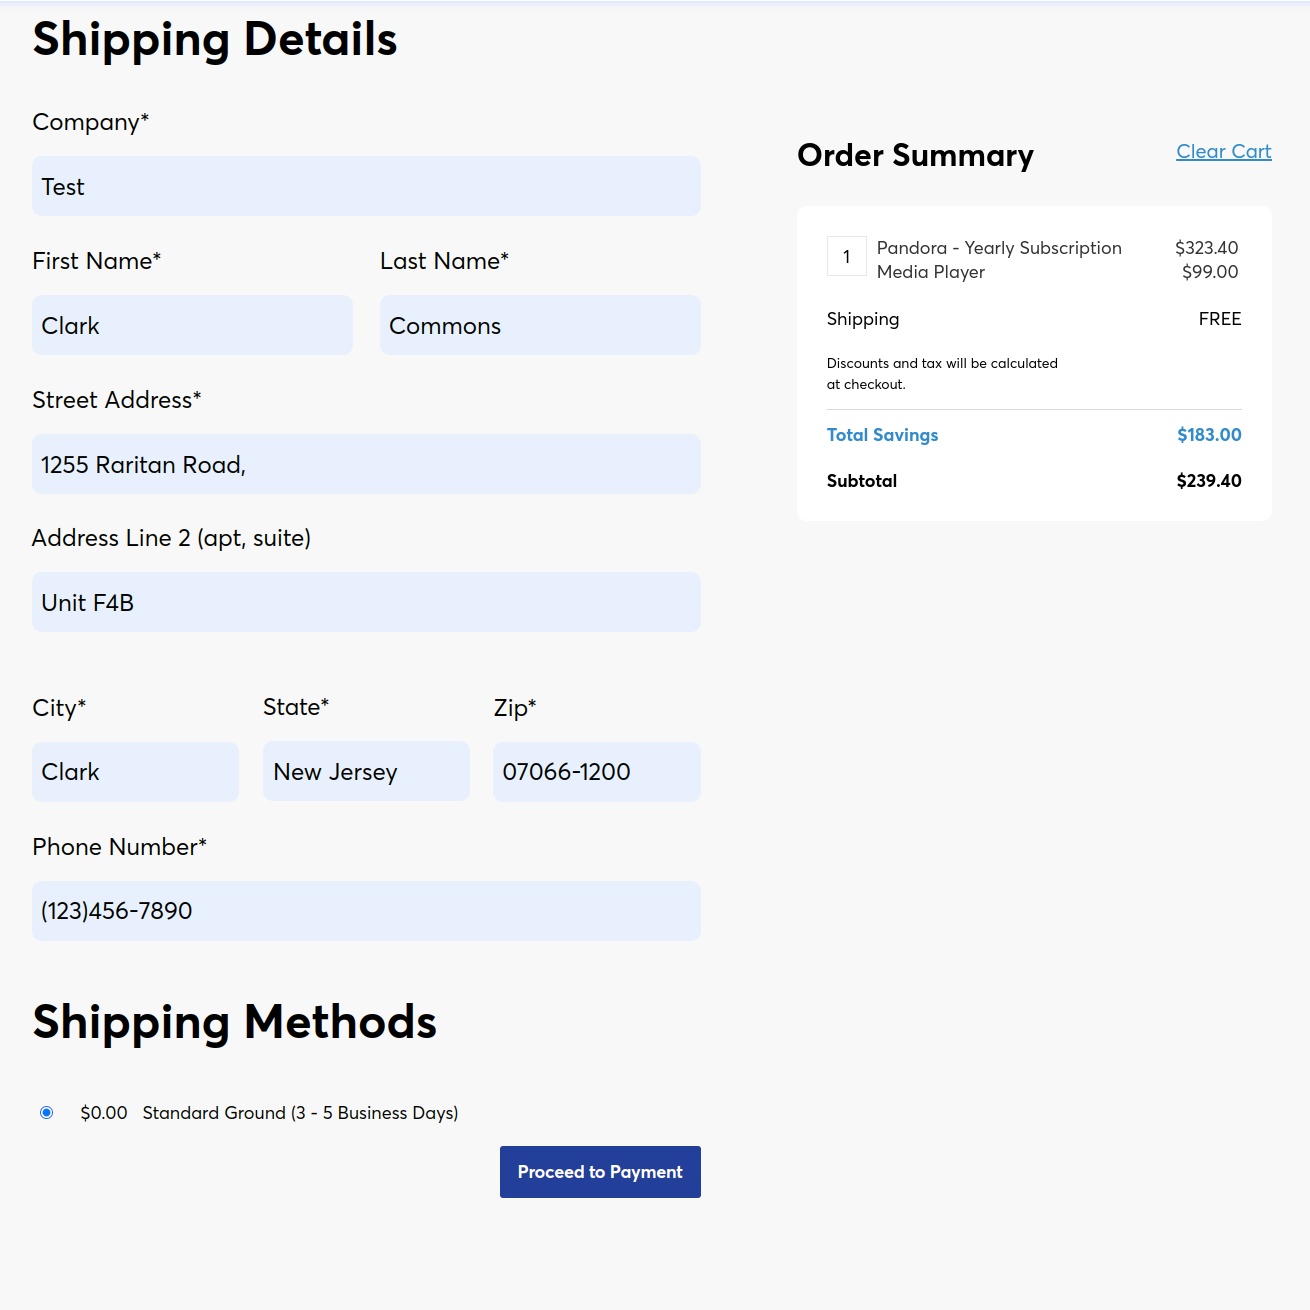 Shipping Details
Company*
Test
First Name* Last Name*
Clark Commons
Street Address*
1255 Raritan Road,
Address Line 2 (apt, suite)
Unit F4B
City* State* Zip*
Clark New Jersey 07066-1200
Phone Number*
(123)456-7890
Shipping Methods
$0.00 Standard Ground (3 - 5 Business Days)
Proceed to Payment
Order Summary Clear Cart
1 Pandora - Yearly Subscription $323.40
Media Player $99.00
Shipping FREE
Discounts and tax will be calculated
at checkout.
Total Savings $183.00
Subtotal $239.40